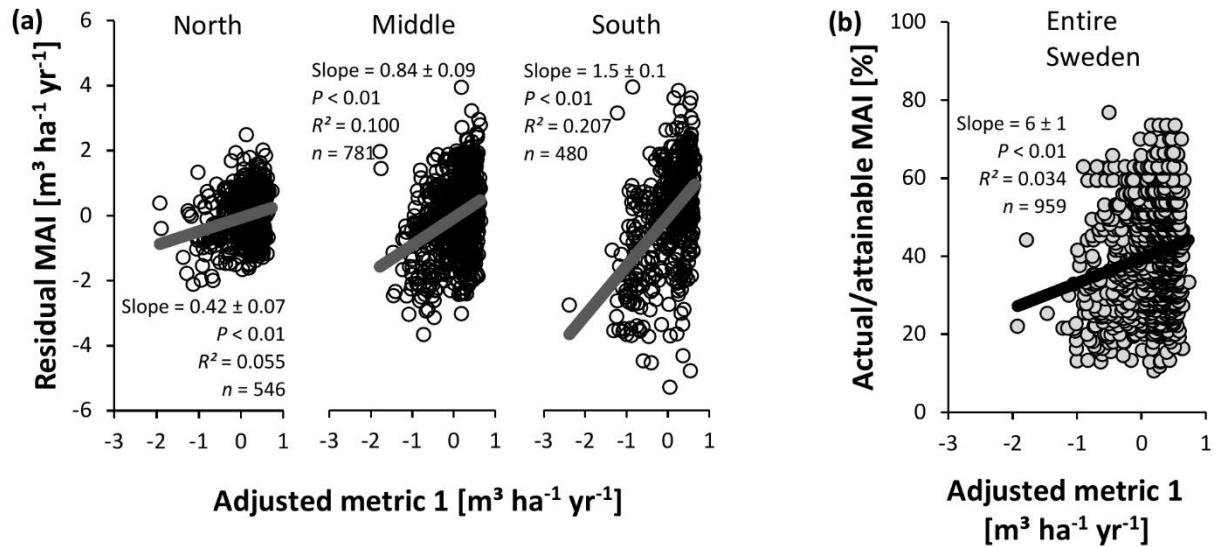 (a)
North
Middle
South
Residual MAI [m³ ha⁻¹ yr⁻¹]
6
4
2
0
-2
-4
-6
Slope = 0.42 ± 0.07
P < 0.01
R² = 0.055
n = 546
Slope = 0.84 ± 0.09
P < 0.01
R² = 0.100
n = 781
Slope = 1.5 ± 0.1
P < 0.01
R² = 0.207
n = 480
-3 -2 -1 0 1
-3 -2 -1 0 1
-3 -2 -1 0 1
Adjusted metric 1 [m³ ha⁻¹ yr⁻¹]
(b)
Entire
Sweden
Actual/attainable MAI [%]
100
80
60
40
20
0
Slope = 6 ± 1
P < 0.01
R² = 0.034
n = 959
-3 -2 -1 0 1
Adjusted metric 1
[m³ ha⁻¹ yr⁻¹]